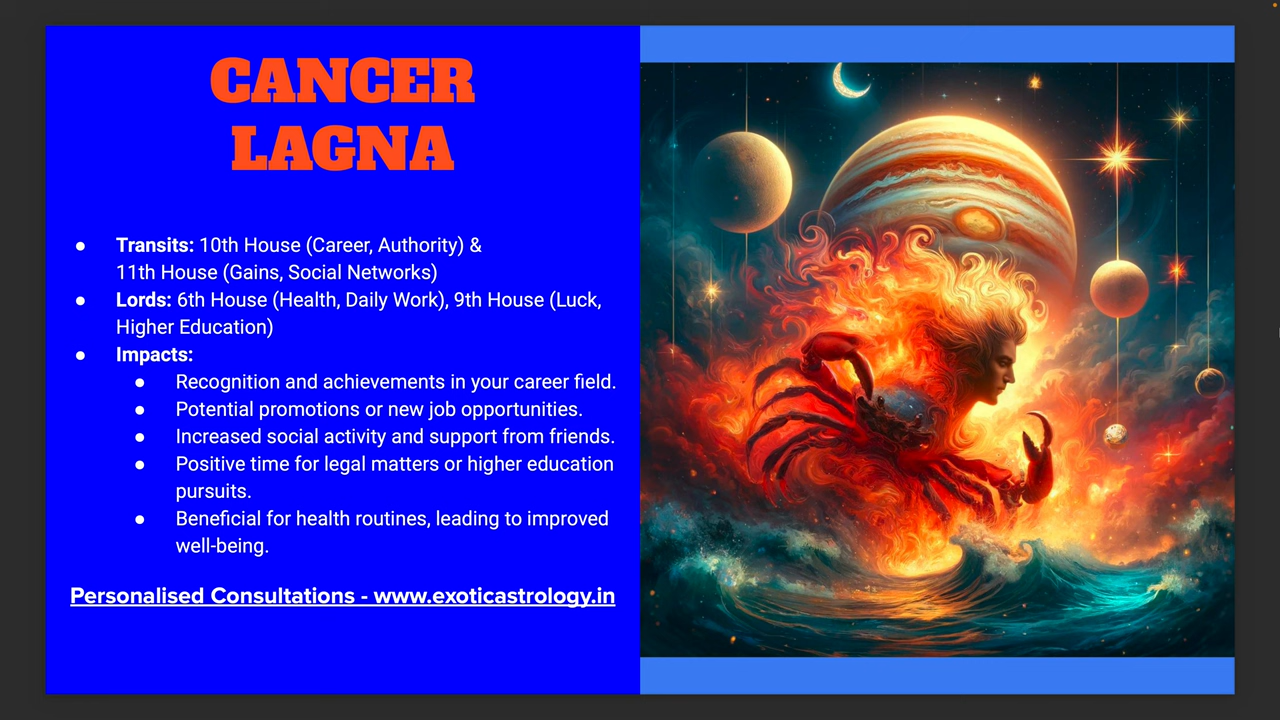 CANCER
LAGNA
● Transits: 10th House (Career, Authority) &
11th House (Gains, Social Networks)
● Lords: 6th House (Health, Daily Work), 9th House (Luck,
Higher Education)
● Impacts:
● Recognition and achievements in your career field.
● Potential promotions or new job opportunities.
● Increased social activity and support from friends.
● Positive time for legal matters or higher education
pursuits.
● Beneficial for health routines, leading to improved
well-being.
Personalised Consultations - www.exoticastrology.in